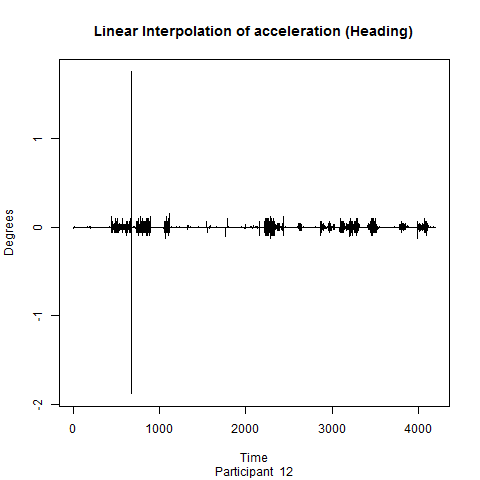 Linear Interpolation of acceleration (Heading)
Degrees
1
0
-1
-2
0 1000 2000 3000 4000
Time
Participant 12